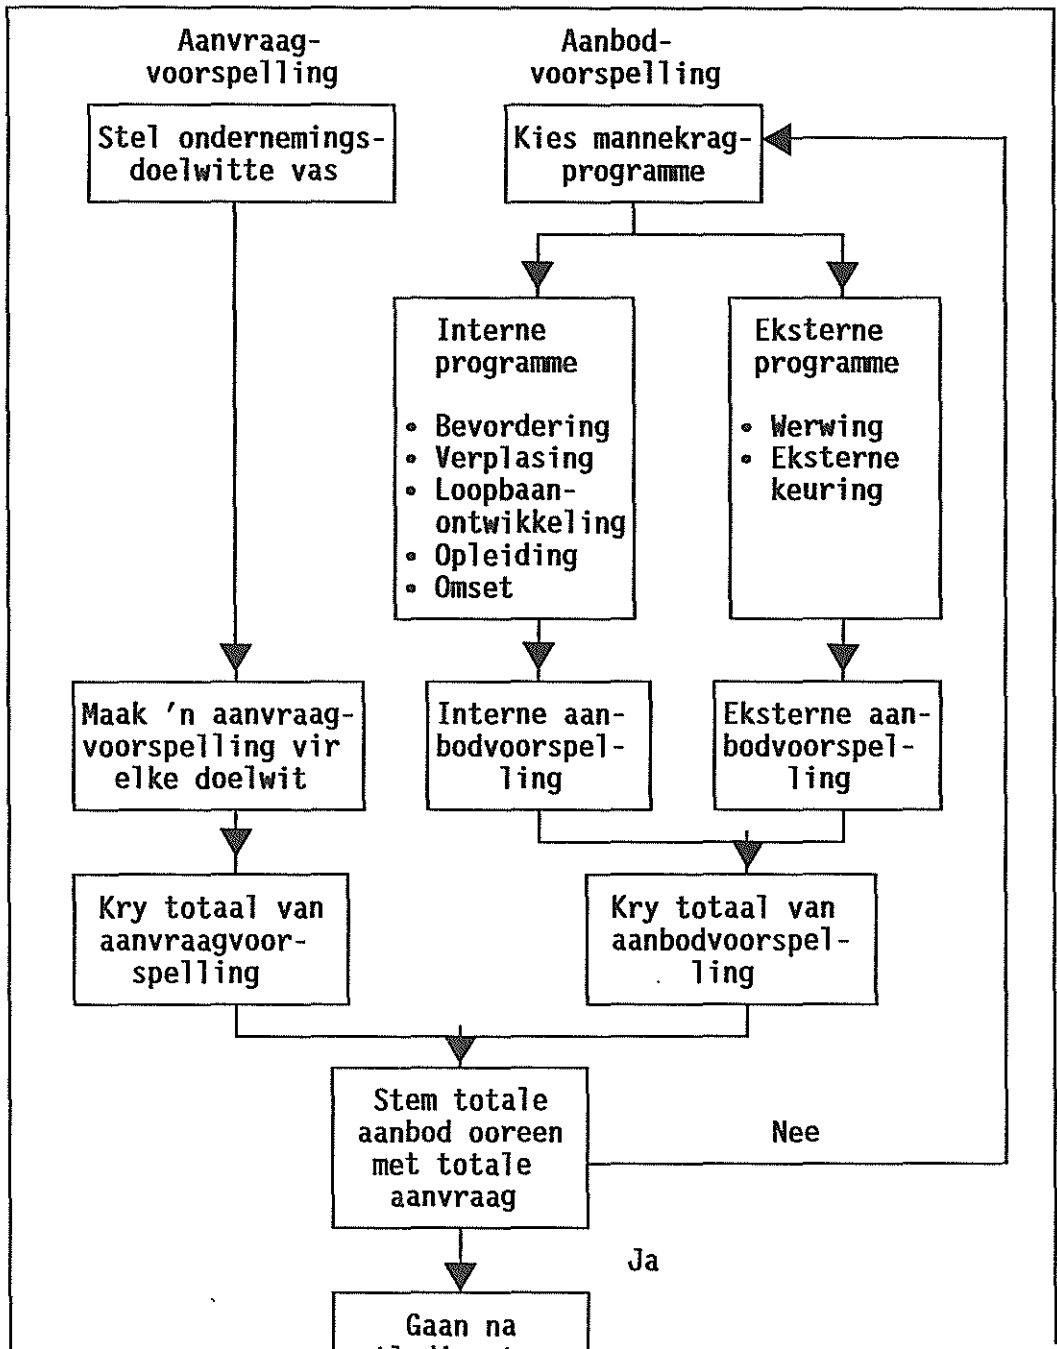 Aanvraag-
voorspelling
Aanbod-
voorspelling
Stel ondernemings-
doelwitte vas
Kies mannekrag-
programme
Interne
programme
• Bevordering
• Verplasing
• Loopbaan-
ontwikkeling
• Opleiding
• Omset
Eksterne
programme
• Werwing
• Eksterne
keuring
Maak 'n aanvraag-
voorspelling vir
elke doelwit
Interne aan-
bodvoorspel-
ling
Eksterne aan-
bodvoorspel-
ling
Kry totaal van
aanvraagvoor-
spelling
Kry totaal van
aanbodvoorspel-
ling
Stem totale
aanbod ooreen
met totale
aanvraag
Nee
Ja
Gaan na